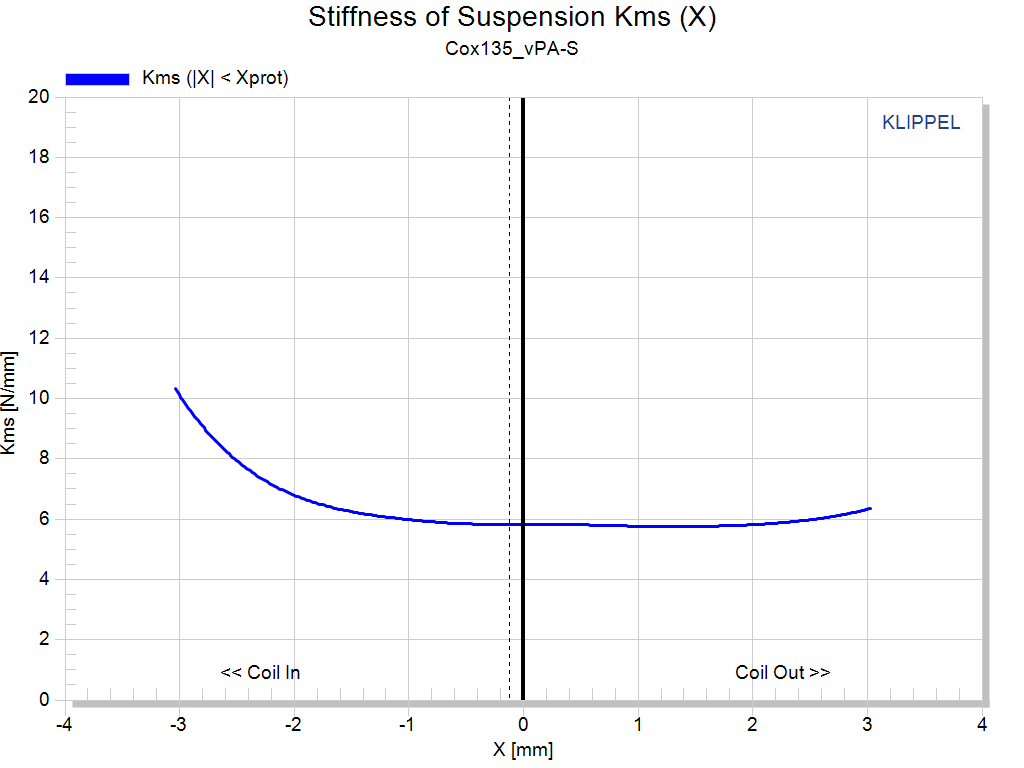 Stiffness of Suspension Kms (X)
Cox135_vPA-S
Kms (|X| < Xprot)
KLIPPEL
20
18
16
14
12
10
8
6
4
2
0
Kms [N/mm]
<< Coil In
Coil Out >>
-4 -3 -2 -1 0 1 2 3 4
X [mm]